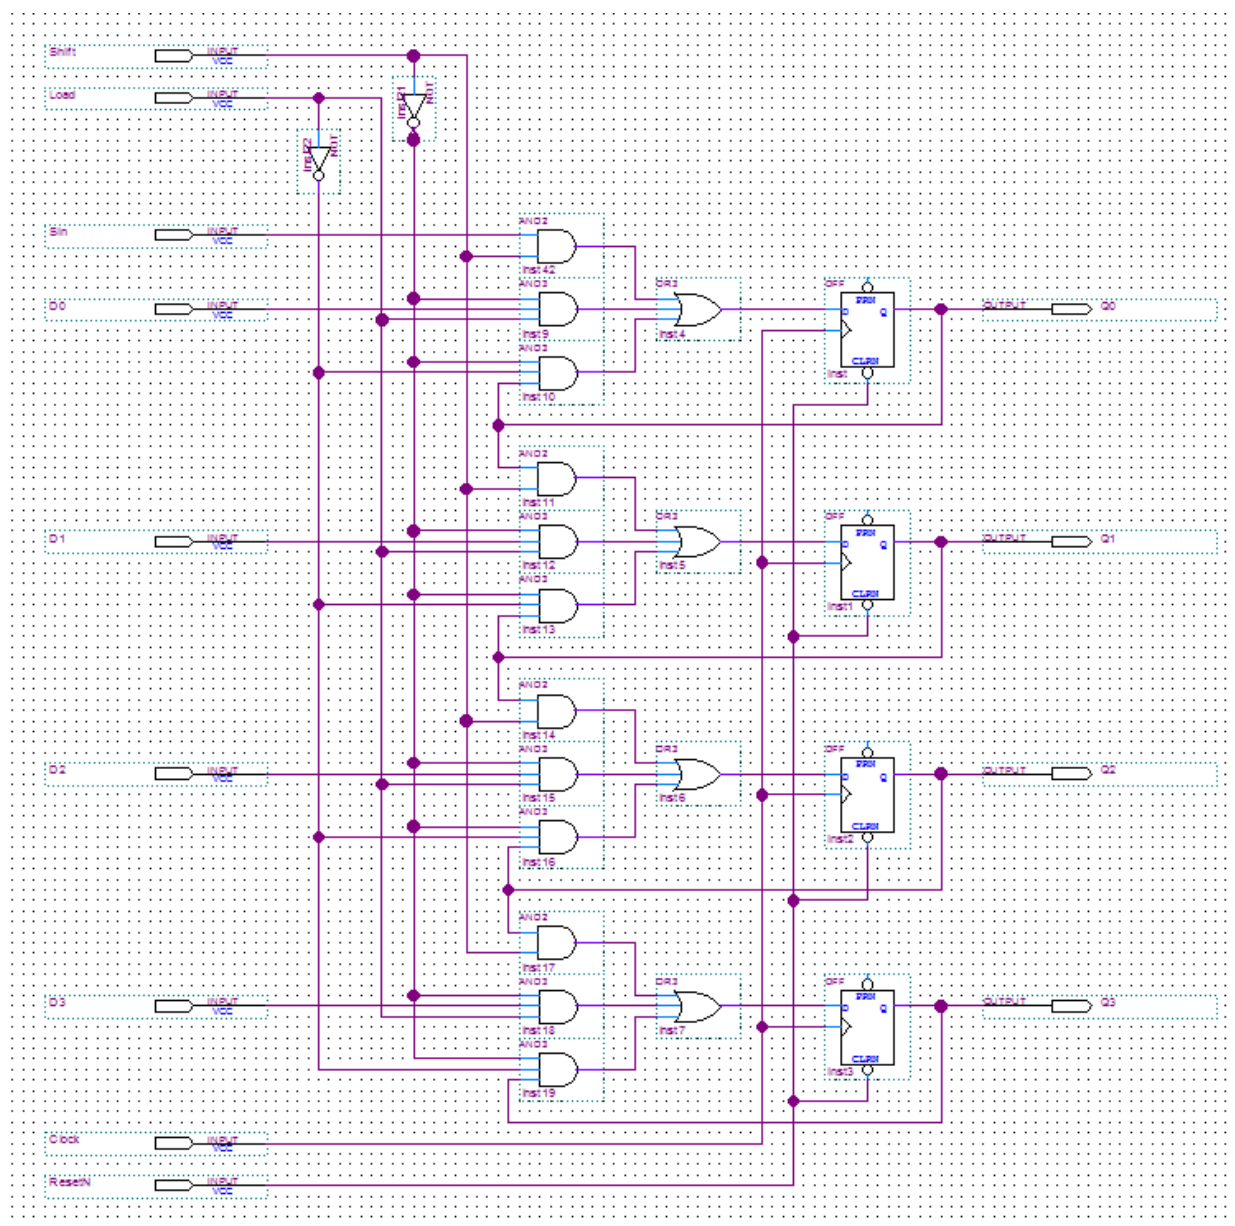 Shift INPUT
VCC
Load INPUT
VCC
inst21 NOT
inst22 NOT
Sin INPUT
VCC
AND2
inst42
D0 INPUT
VCC
AND3
inst9
OR3
inst4
DFF
PRN
D Q
CLRN
inst
OUTPUT Q0
AND3
inst10
AND2
inst11
D1 INPUT
VCC
AND3
inst12
OR3
inst5
DFF
PRN
D Q
CLRN
inst1
OUTPUT Q1
AND3
inst13
AND2
inst14
D2 INPUT
VCC
AND3
inst15
OR3
inst6
DFF
PRN
D Q
CLRN
inst2
OUTPUT Q2
AND3
inst16
AND2
inst17
D3 INPUT
VCC
AND3
inst18
OR3
inst7
DFF
PRN
D Q
CLRN
inst3
OUTPUT Q3
AND3
inst19
Clock INPUT
VCC
ResetN INPUT
VCC